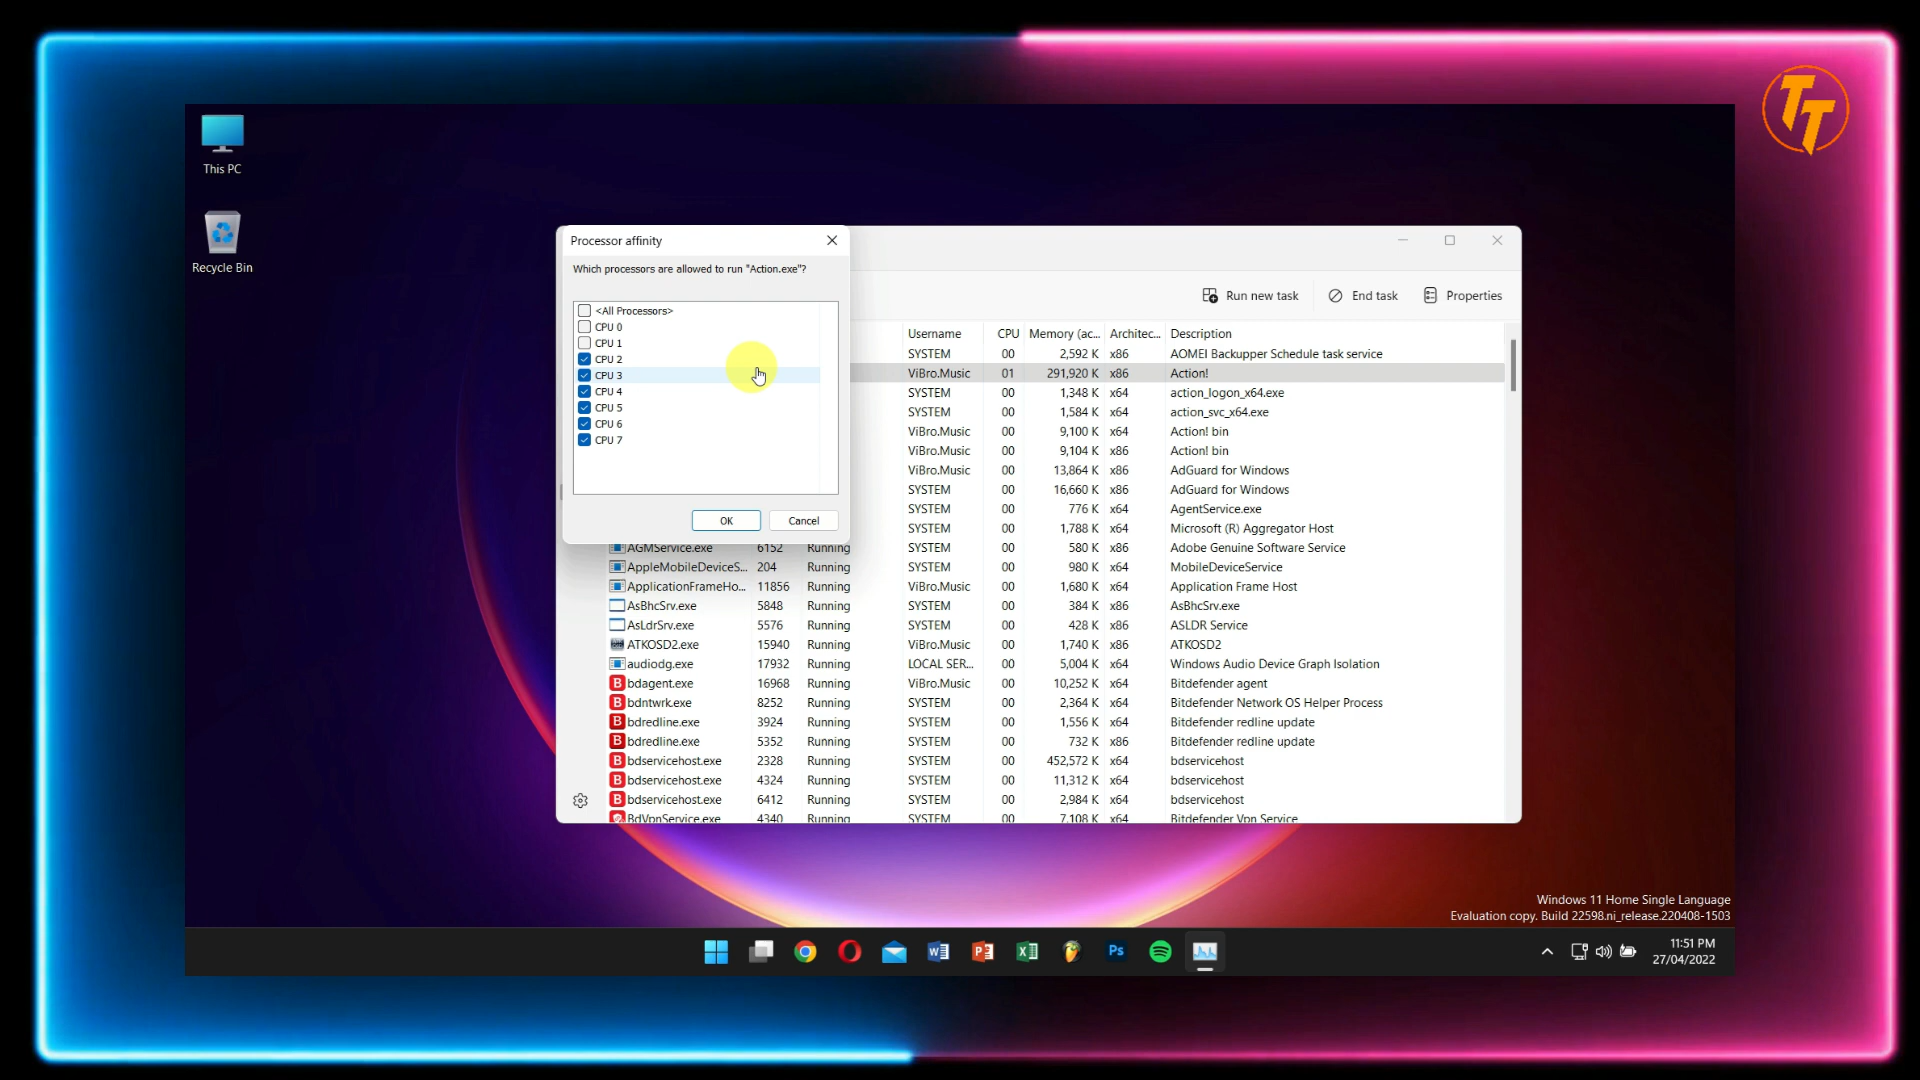 TT
This PC
Recycle Bin
Processor affinity
Which processors are allowed to run "Action.exe"?
<All Processors>
CPU 0
CPU 1
CPU 2
CPU 3
CPU 4
CPU 5
CPU 6
CPU 7
OK Cancel
Run new task End task Properties
Username CPU Memory (ac... Architec... Description
SYSTEM 00 2,592 K x86 AOMEI Backupper Schedule task service
ViBro.Music 01 291,920 K x86 Action!
SYSTEM 00 1,348 K x64 action_logon_x64.exe
SYSTEM 00 1,584 K x64 action_svc_x64.exe
ViBro.Music 00 9,100 K x64 Action! bin
ViBro.Music 00 9,104 K x64 Action! bin
ViBro.Music 00 13,864 K x86 AdGuard for Windows
SYSTEM 00 16,660 K x86 AdGuard for Windows
SYSTEM 00 776 K x64 AgentService.exe
SYSTEM 00 1,788 K x64 Microsoft (R) Aggregator Host
AGMService.exe 6152 Running SYSTEM 00 580 K x86 Adobe Genuine Software Service
AppleMobileDeviceS... 204 Running SYSTEM 00 980 K x64 MobileDeviceService
ApplicationFrameHo... 11856 Running ViBro.Music 00 1,680 K x64 Application Frame Host
AsBhcSrv.exe 5848 Running SYSTEM 00 384 K x86 AsBhcSrv.exe
AsLdrSrv.exe 5576 Running SYSTEM 00 428 K x86 ASLDR Service
ATKOSD2.exe 15940 Running ViBro.Music 00 1,740 K x86 ATKOSD2
audiodg.exe 17932 Running LOCAL SER... 00 5,004 K x64 Windows Audio Device Graph Isolation
bdagent.exe 16968 Running ViBro.Music 00 10,252 K x64 Bitdefender agent
bdntwrk.exe 8252 Running SYSTEM 00 2,364 K x64 Bitdefender Network OS Helper Process
bdredline.exe 3924 Running SYSTEM 00 1,556 K x64 Bitdefender redline update
bdredline.exe 5352 Running SYSTEM 00 732 K x86 Bitdefender redline update
bdservicehost.exe 2328 Running SYSTEM 00 452,572 K x64 bdservicehost
bdservicehost.exe 4324 Running SYSTEM 00 11,312 K x64 bdservicehost
bdservicehost.exe 6412 Running SYSTEM 00 2,984 K x64 bdservicehost
BdVpnService.exe 4340 Running SYSTEM 00 7,108 K x64 Bitdefender Vpn Service
Windows 11 Home Single Language
Evaluation copy. Build 22598.ni_release.220408-1503
Ps
11:51 PM
27/04/2022